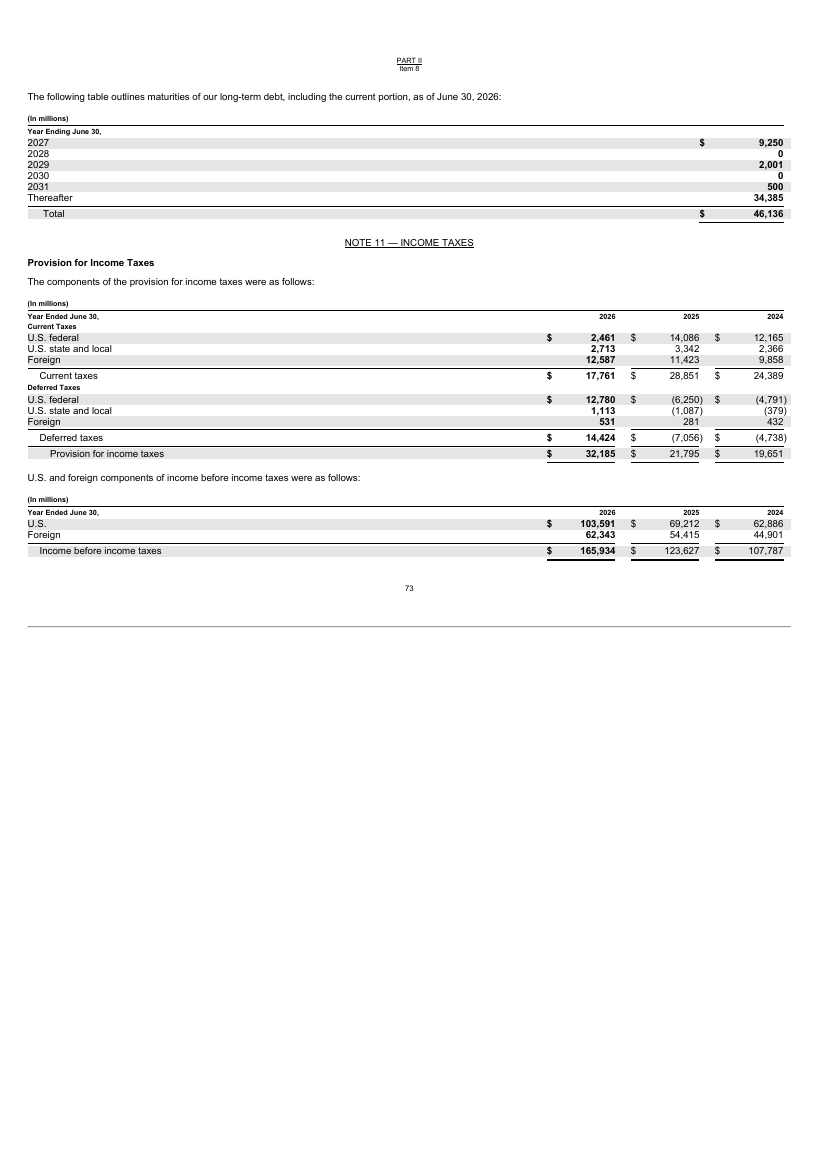 PART II
Item 8
The following table outlines maturities of our long-term debt, including the current portion, as of June 30, 2026:
(In millions)
Year Ending June 30,
2027 $ 9,250
2028 0
2029 2,001
2030 0
2031 500
Thereafter 34,385
Total $ 46,136
NOTE 11 — INCOME TAXES
Provision for Income Taxes
The components of the provision for income taxes were as follows:
(In millions)
Year Ended June 30, 2026 2025 2024
Current Taxes
U.S. federal $ 2,461 $ 14,086 $ 12,165
U.S. state and local 2,713 3,342 2,366
Foreign 12,587 11,423 9,858
Current taxes $ 17,761 $ 28,851 $ 24,389
Deferred Taxes
U.S. federal $ 12,780 $ (6,250) $ (4,791)
U.S. state and local 1,113 (1,087) (379)
Foreign 531 281 432
Deferred taxes $ 14,424 $ (7,056) $ (4,738)
Provision for income taxes $ 32,185 $ 21,795 $ 19,651
U.S. and foreign components of income before income taxes were as follows:
(In millions)
Year Ended June 30, 2026 2025 2024
U.S. $ 103,591 $ 69,212 $ 62,886
Foreign 62,343 54,415 44,901
Income before income taxes $ 165,934 $ 123,627 $ 107,787
73